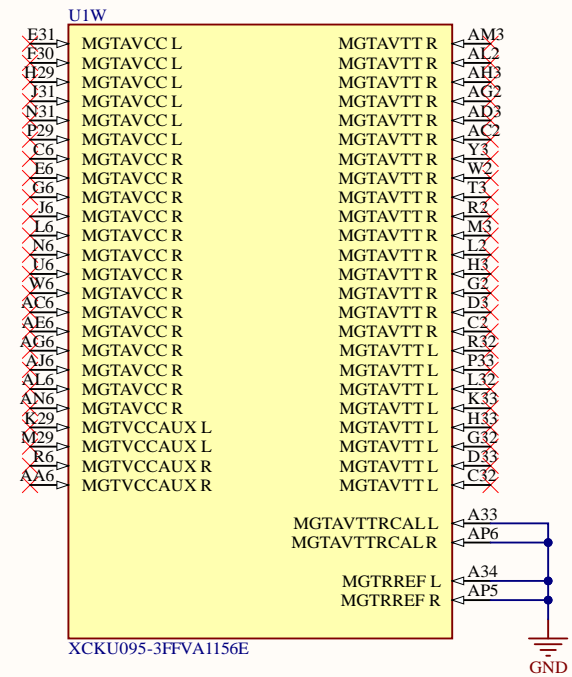 U1W
E31 MGTAVCC L MGTAVTT R AM3
F30 MGTAVCC L MGTAVTT R AL2
H29 MGTAVCC L MGTAVTT R AH3
J31 MGTAVCC L MGTAVTT R AG2
N31 MGTAVCC L MGTAVTT R AD3
P29 MGTAVCC L MGTAVTT R AC2
C6 MGTAVCC R MGTAVTT R Y3
E6 MGTAVCC R MGTAVTT R W2
G6 MGTAVCC R MGTAVTT R T3
J6 MGTAVCC R MGTAVTT R R2
L6 MGTAVCC R MGTAVTT R M3
N6 MGTAVCC R MGTAVTT R L2
U6 MGTAVCC R MGTAVTT R H3
W6 MGTAVCC R MGTAVTT R G2
AC6 MGTAVCC R MGTAVTT R D3
AE6 MGTAVCC R MGTAVTT R C2
AG6 MGTAVCC R MGTAVTT L R32
AJ6 MGTAVCC R MGTAVTT L P33
AL6 MGTAVCC R MGTAVTT L L32
AN6 MGTAVCC R MGTAVTT L K33
K29 MGTVCCAUX L MGTAVTT L H33
M29 MGTVCCAUX L MGTAVTT L G32
R6 MGTVCCAUX R MGTAVTT L D33
AA6 MGTVCCAUX R MGTAVTT L C32
MGTAVTTRCAL L A33
MGTAVTTRCAL R AP6
MGTRREF L A34
MGTRREF R AP5
XCKU095-3FFVA1156E
GND